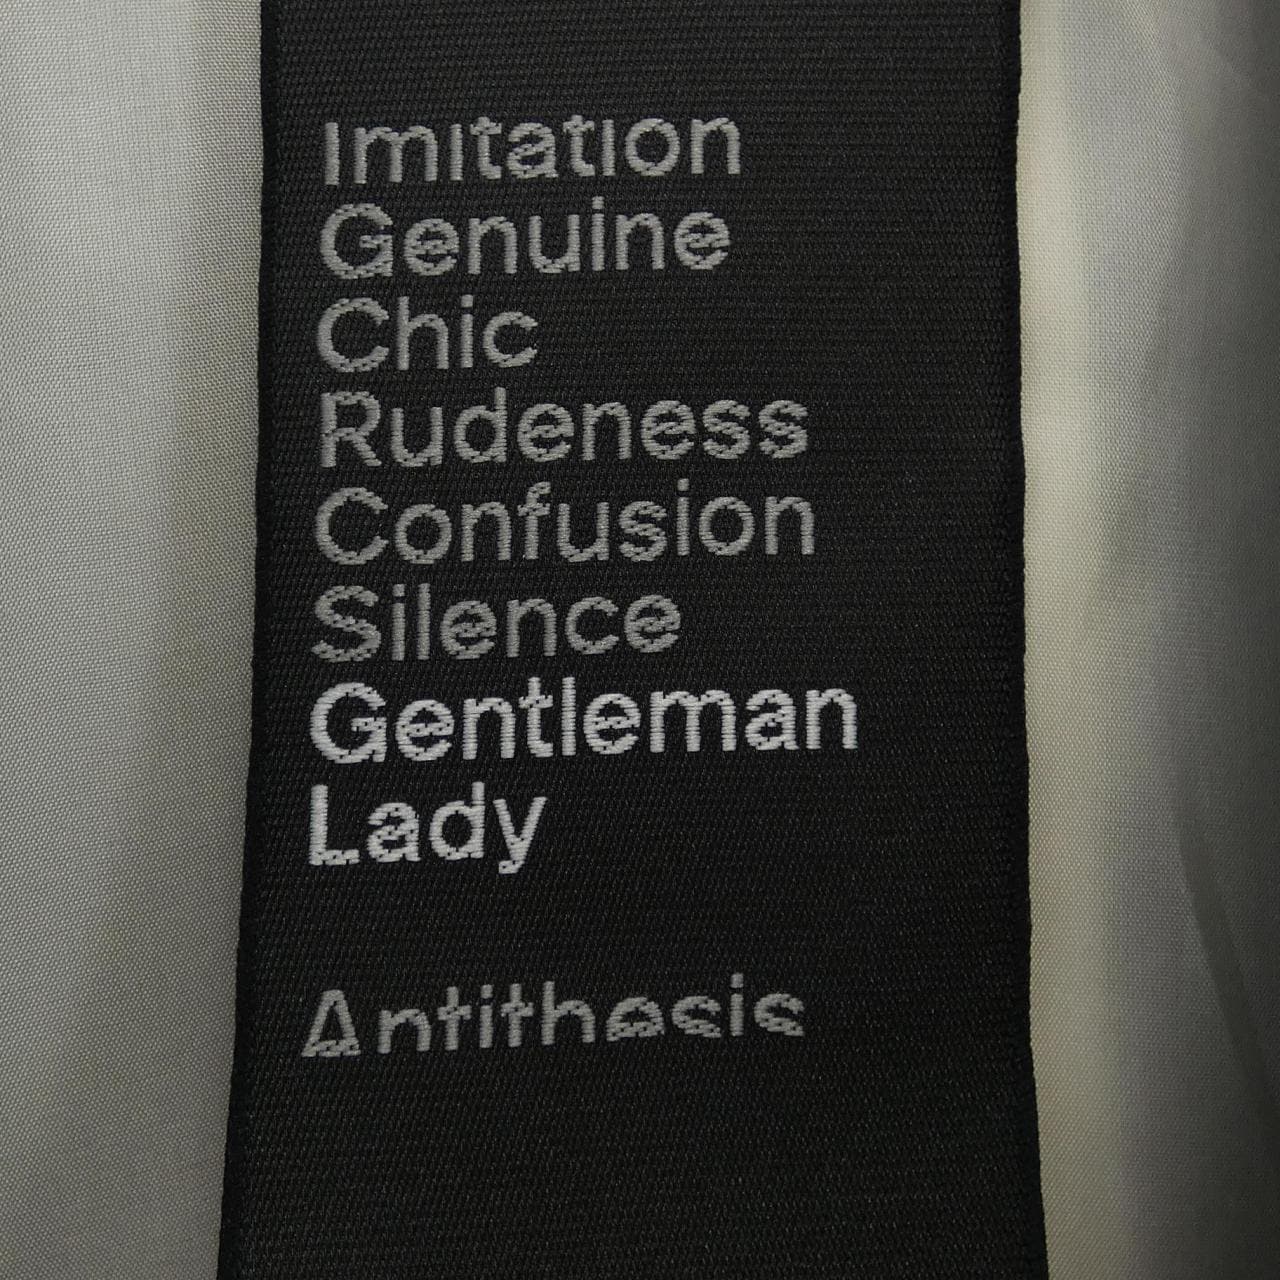 Imitation
Genuine
Chic
Rudeness
Confusion
Silence
Gentleman
Lady
Antithesis